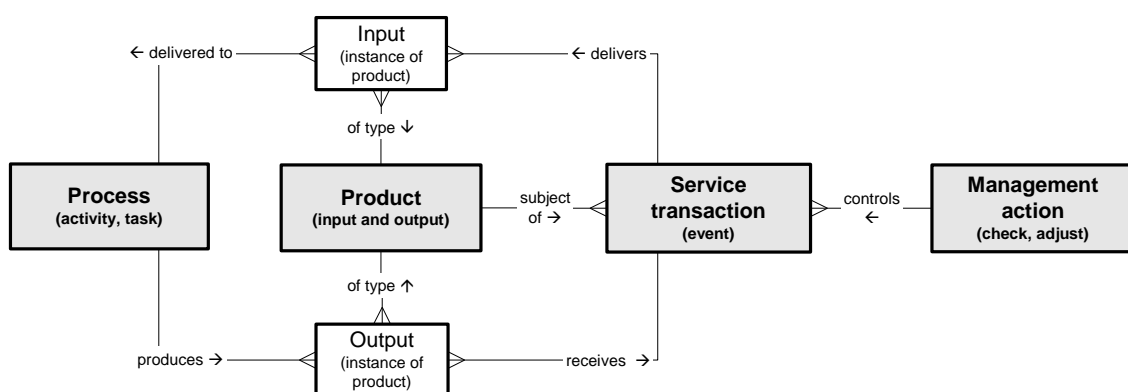 Input
(instance of
product)
← delivered to
← delivers
of type ↓
Process
(activity, task)
Product
(input and output)
subject
of →
Service
transaction
(event)
controls
←
Management
action
(check, adjust)
of type ↑
Output
(instance of
product)
produces →
receives →